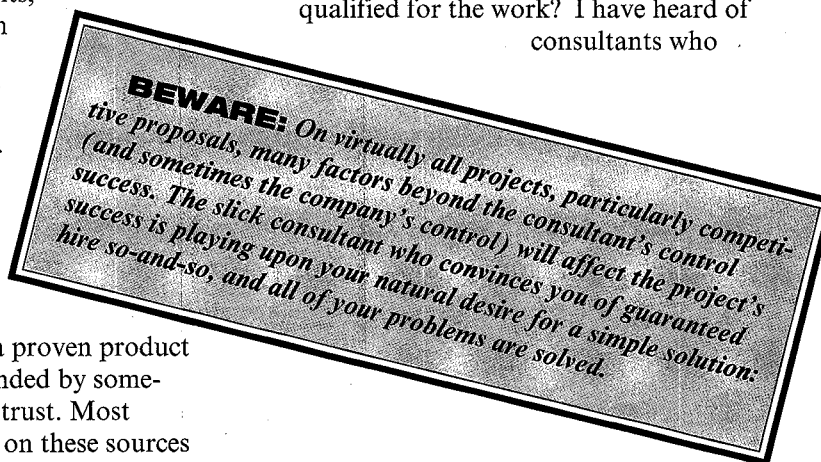 qualified for the work? I have heard of
consultants who
BEWARE: On virtually all projects, particularly competi-
tive proposals, many factors beyond the consultant's control
(and sometimes the company's control) will affect the project's
success. The slick consultant who convinces you of guaranteed
success is playing upon your natural desire for a simple solution:
hire so-and-so, and all of your problems are solved.
a proven product
nded by some-
trust. Most
on these sources